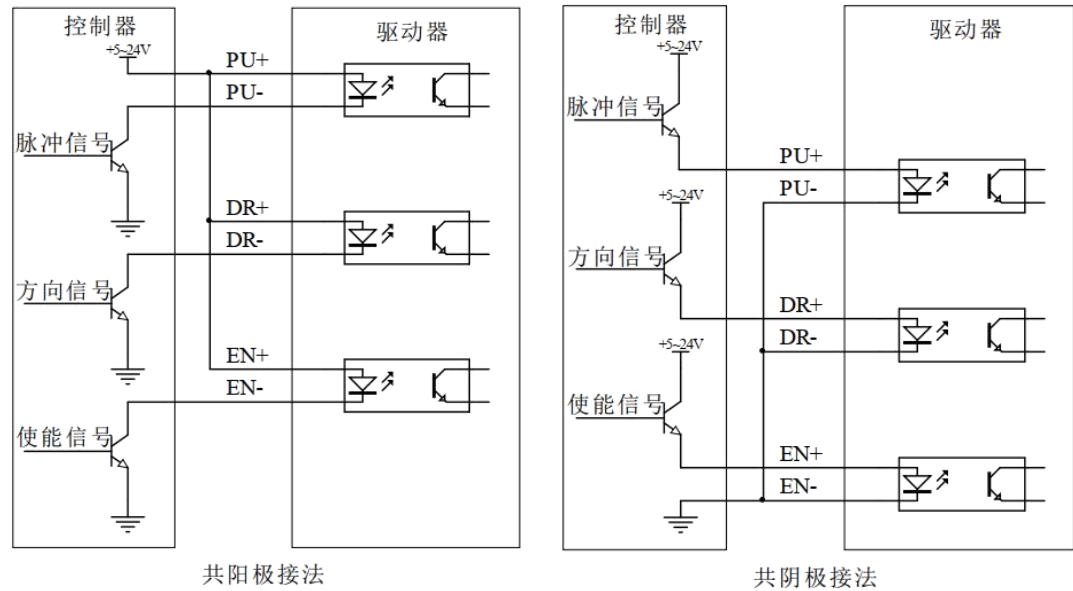 控制器
+5~24V
驱动器
PU+
PU-
脉冲信号
DR+
DR-
方向信号
EN+
EN-
使能信号
共阳极接法
控制器
+5~24V
驱动器
脉冲信号
PU+
PU-
+5~24V
方向信号
DR+
DR-
+5~24V
使能信号
EN+
EN-
共阴极接法